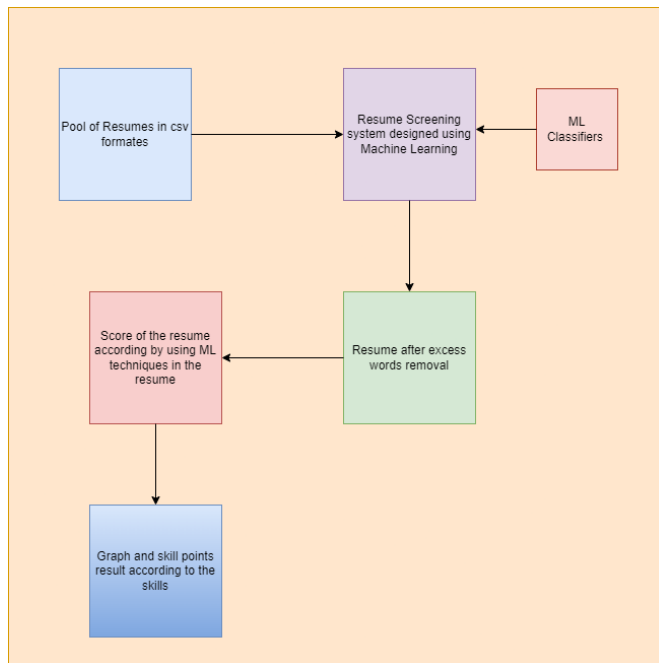 Pool of Resumes in csv
formates
Resume Screening
system designed using
Machine Learning
ML
Classifiers
Score of the resume
according by using ML
techniques in the
resume
Resume after excess
words removal
Graph and skill points
result according to the
skills